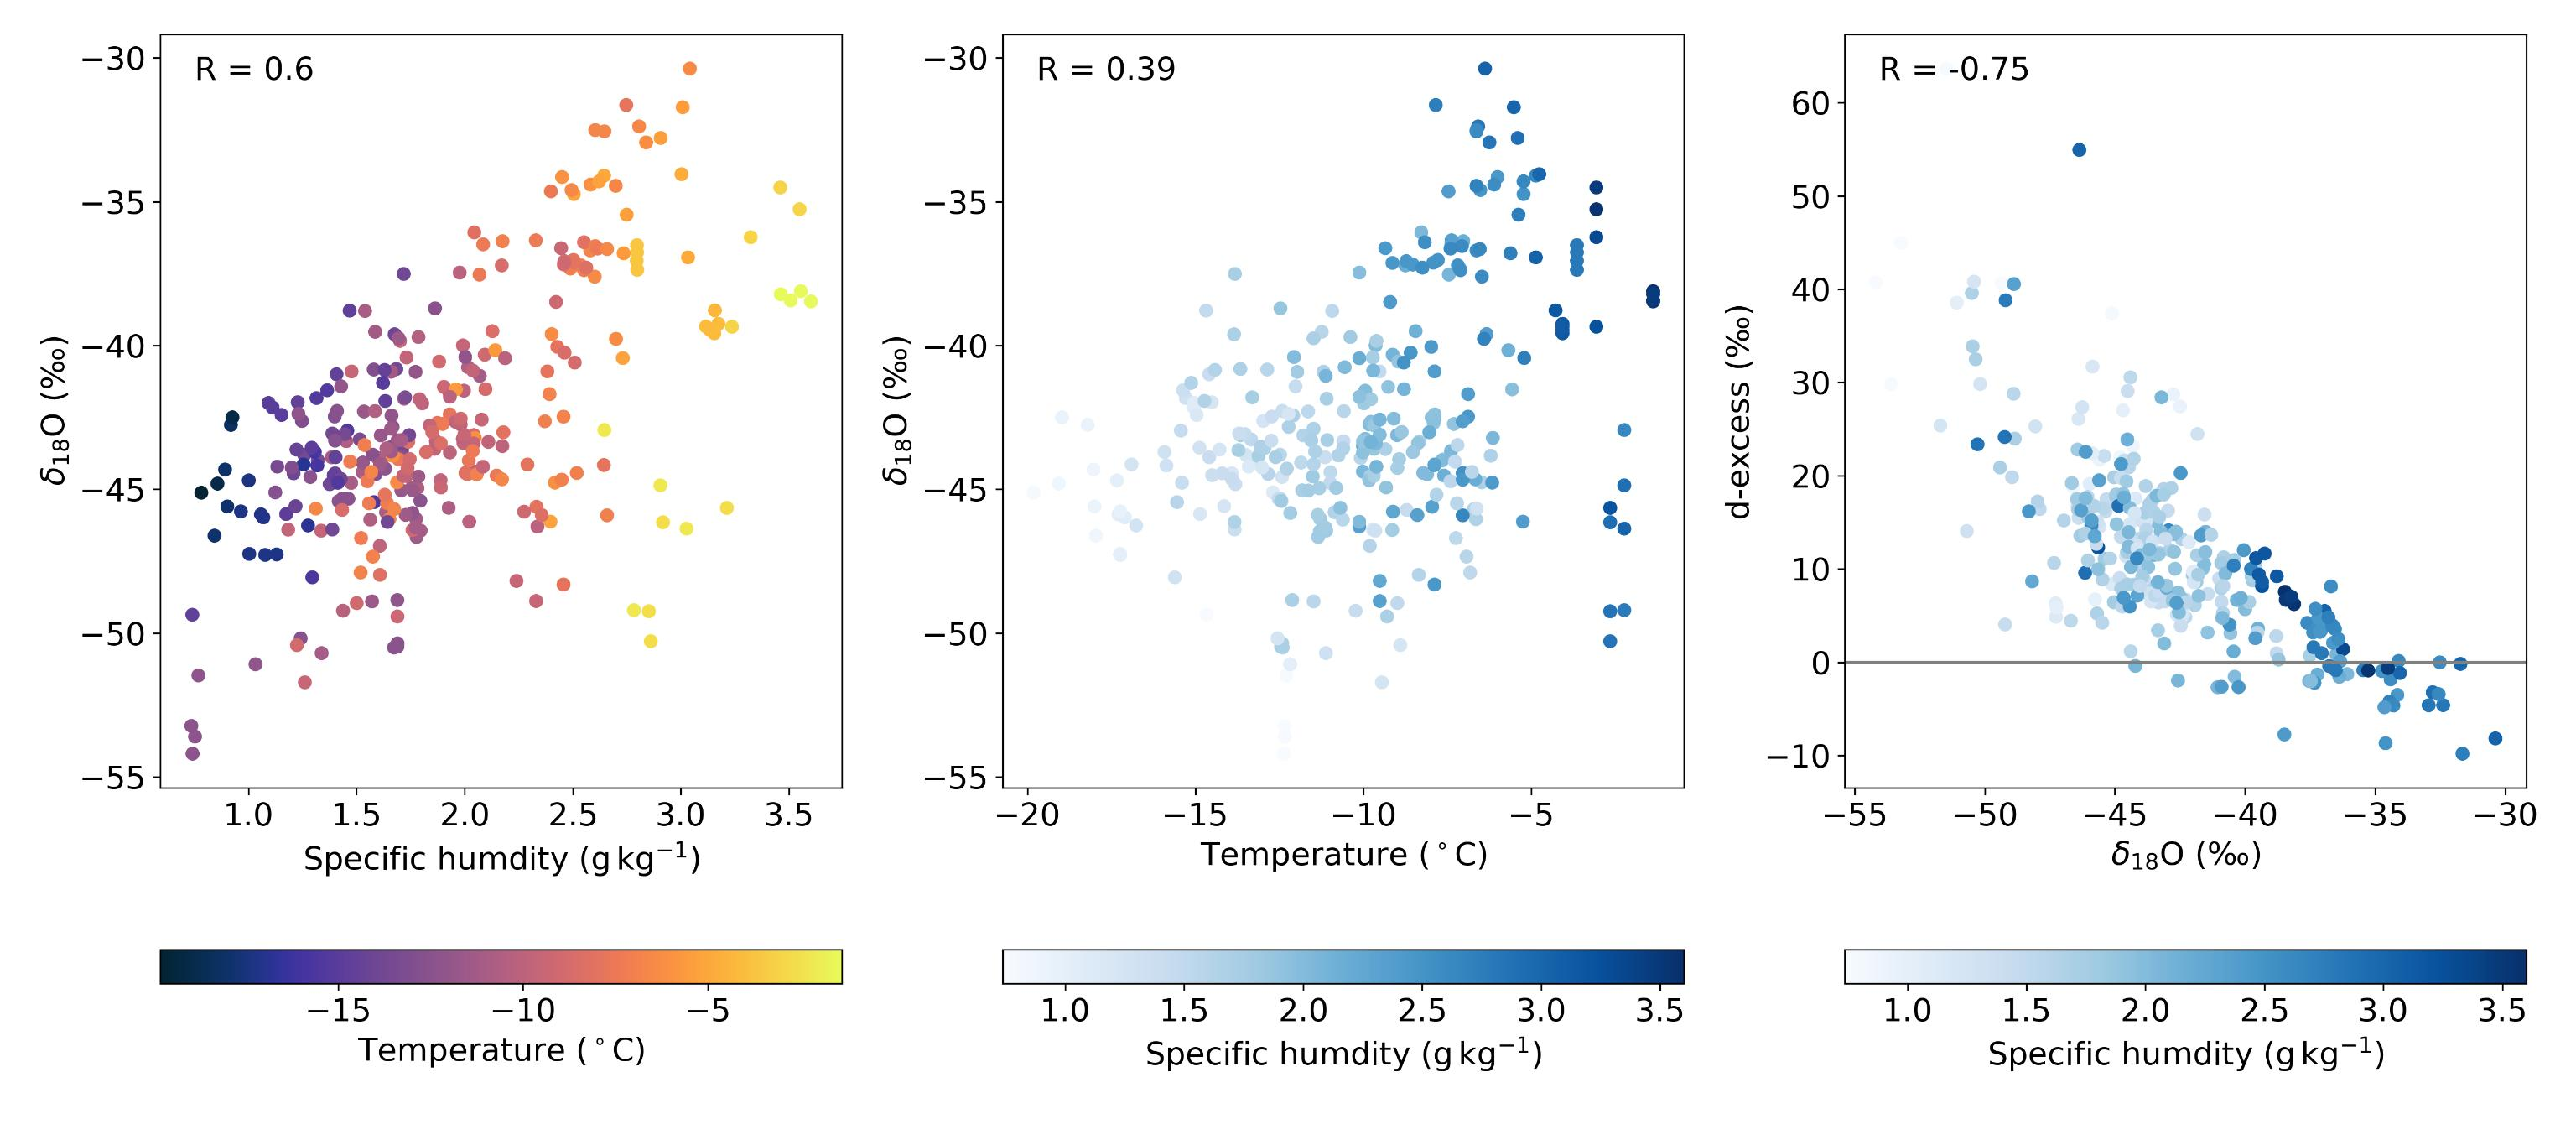 R = 0.6
−30
−35
−40
−45
−50
−55
δ₁₈O (‰)
1.0 1.5 2.0 2.5 3.0 3.5
Specific humdity (g kg⁻¹)
−15 −10 −5
Temperature (°C)
R = 0.39
−30
−35
−40
−45
−50
−55
δ₁₈O (‰)
−20 −15 −10 −5
Temperature (°C)
1.0 1.5 2.0 2.5 3.0 3.5
Specific humdity (g kg⁻¹)
R = -0.75
60
50
40
30
20
10
0
−10
d-excess (‰)
−55 −50 −45 −40 −35 −30
δ₁₈O (‰)
1.0 1.5 2.0 2.5 3.0 3.5
Specific humdity (g kg⁻¹)